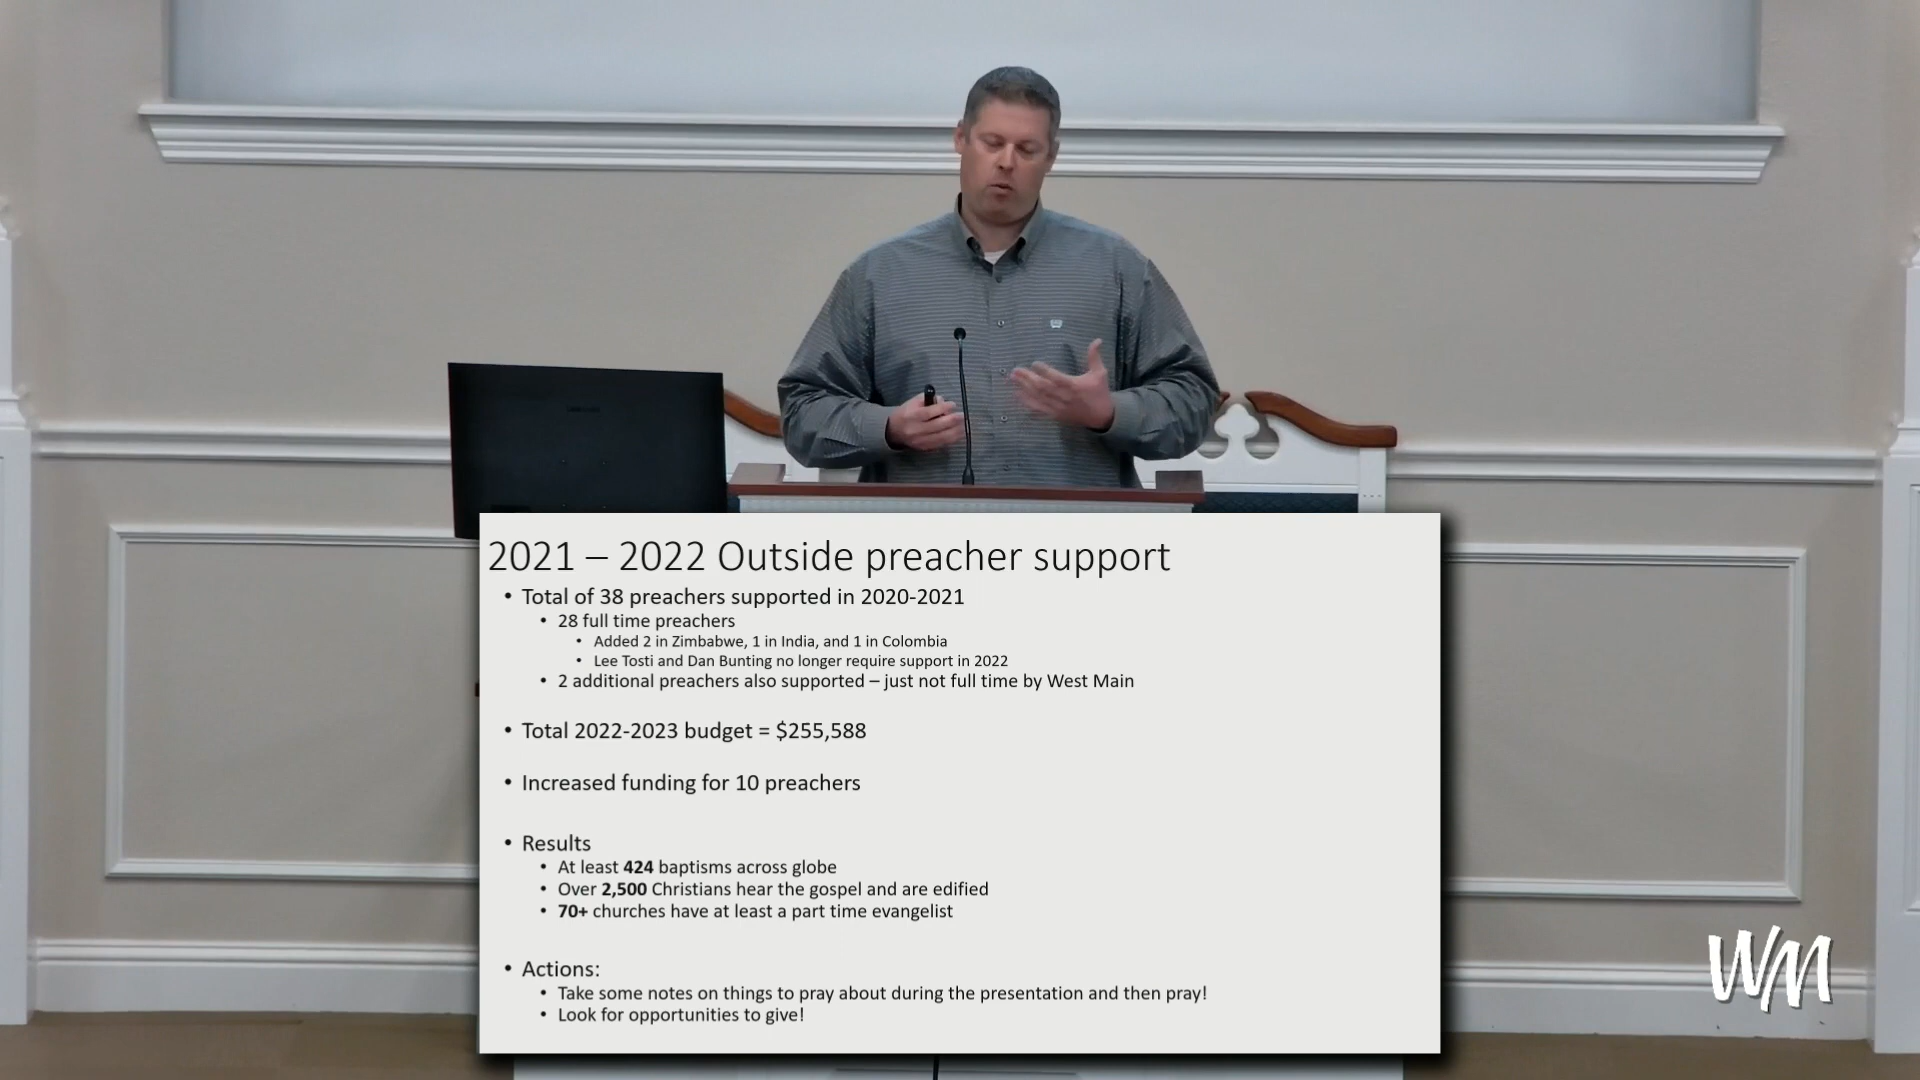 2021 – 2022 Outside preacher support
• Total of 38 preachers supported in 2020-2021
• 28 full time preachers
• Added 2 in Zimbabwe, 1 in India, and 1 in Colombia
• Lee Tosti and Dan Bunting no longer require support in 2022
• 2 additional preachers also supported – just not full time by West Main
• Total 2022-2023 budget = $255,588
• Increased funding for 10 preachers
• Results
• At least 424 baptisms across globe
• Over 2,500 Christians hear the gospel and are edified
• 70+ churches have at least a part time evangelist
• Actions:
• Take some notes on things to pray about during the presentation and then pray!
• Look for opportunities to give!
WM